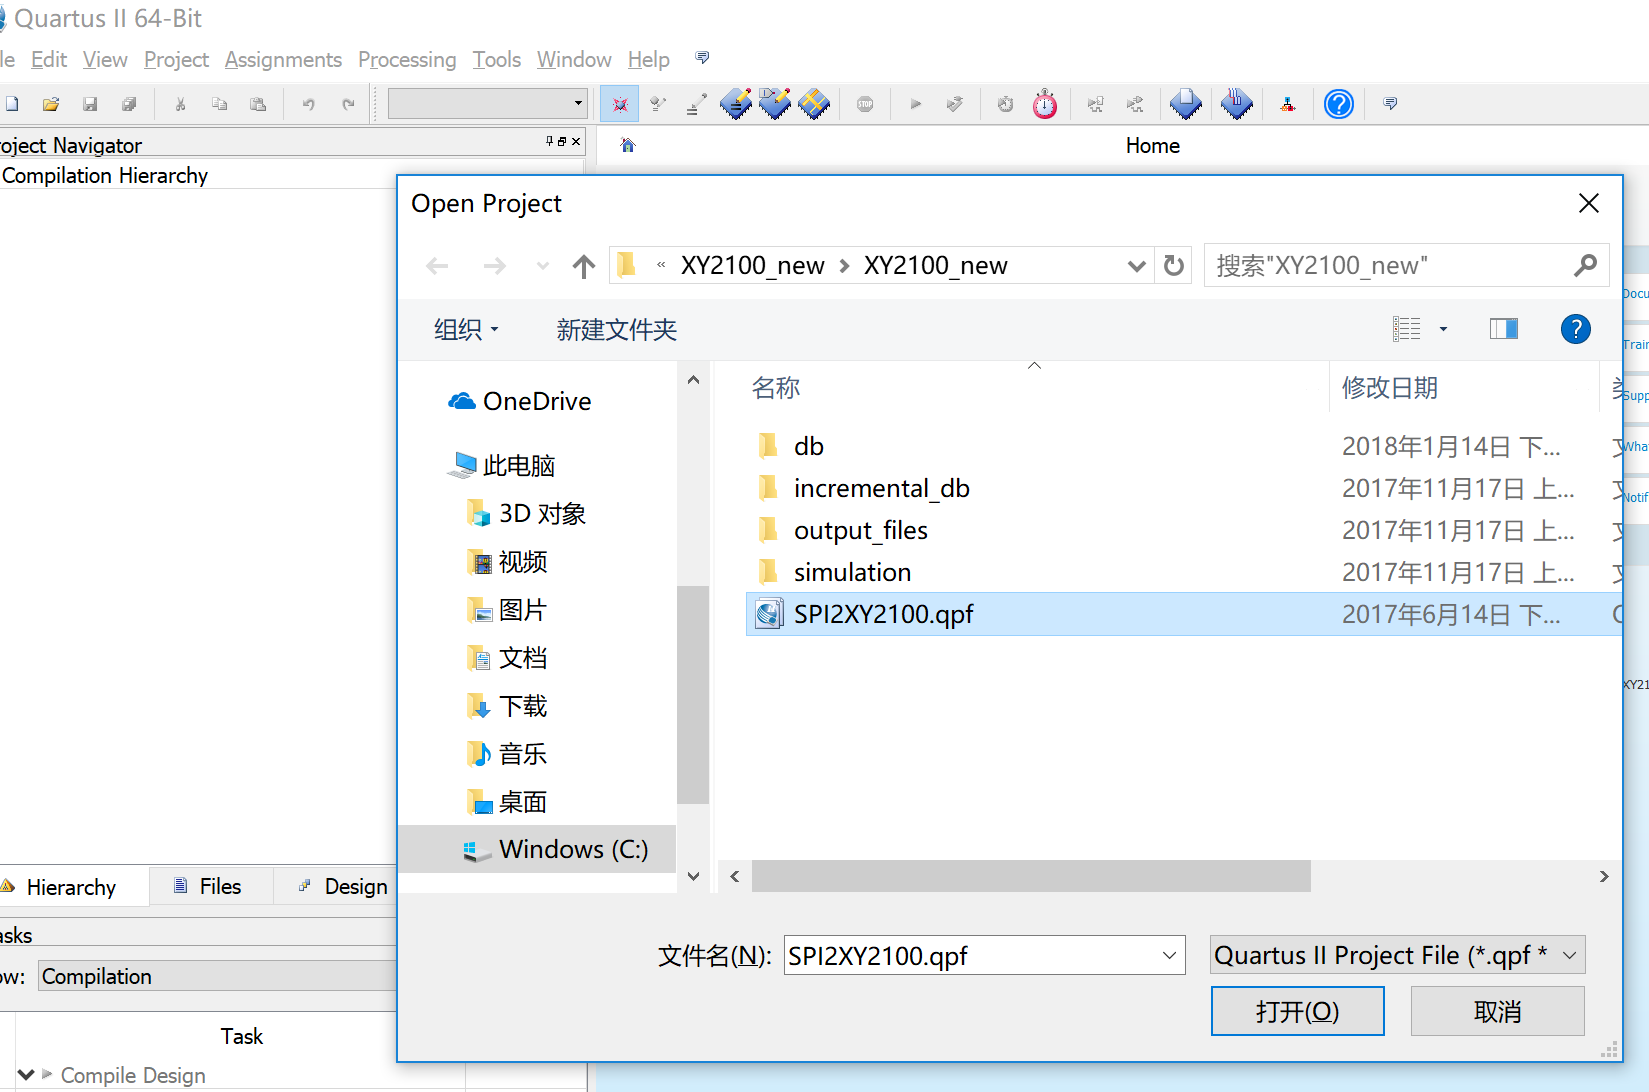 Quartus II 64-Bit
le Edit View Project Assignments Processing Tools Window Help
STOP
oject Navigator
Home
Compilation Hierarchy
Open Project
« XY2100_new > XY2100_new
搜索"XY2100_new"
组织
新建文件夹
OneDrive
此电脑
3D 对象
视频
图片
文档
下载
音乐
桌面
Windows (C:)
名称
修改日期
db
2018年1月14日 下...
incremental_db
2017年11月17日 上...
output_files
2017年11月17日 上...
simulation
2017年11月17日 上...
SPI2XY2100.qpf
2017年6月14日 下...
Docu
Train
Supp
Wha
Notif
XY21
Hierarchy
Files
Design
asks
ow: Compilation
Task
Compile Design
文件名(N): SPI2XY2100.qpf
Quartus II Project File (*.qpf *
打开(O)
取消